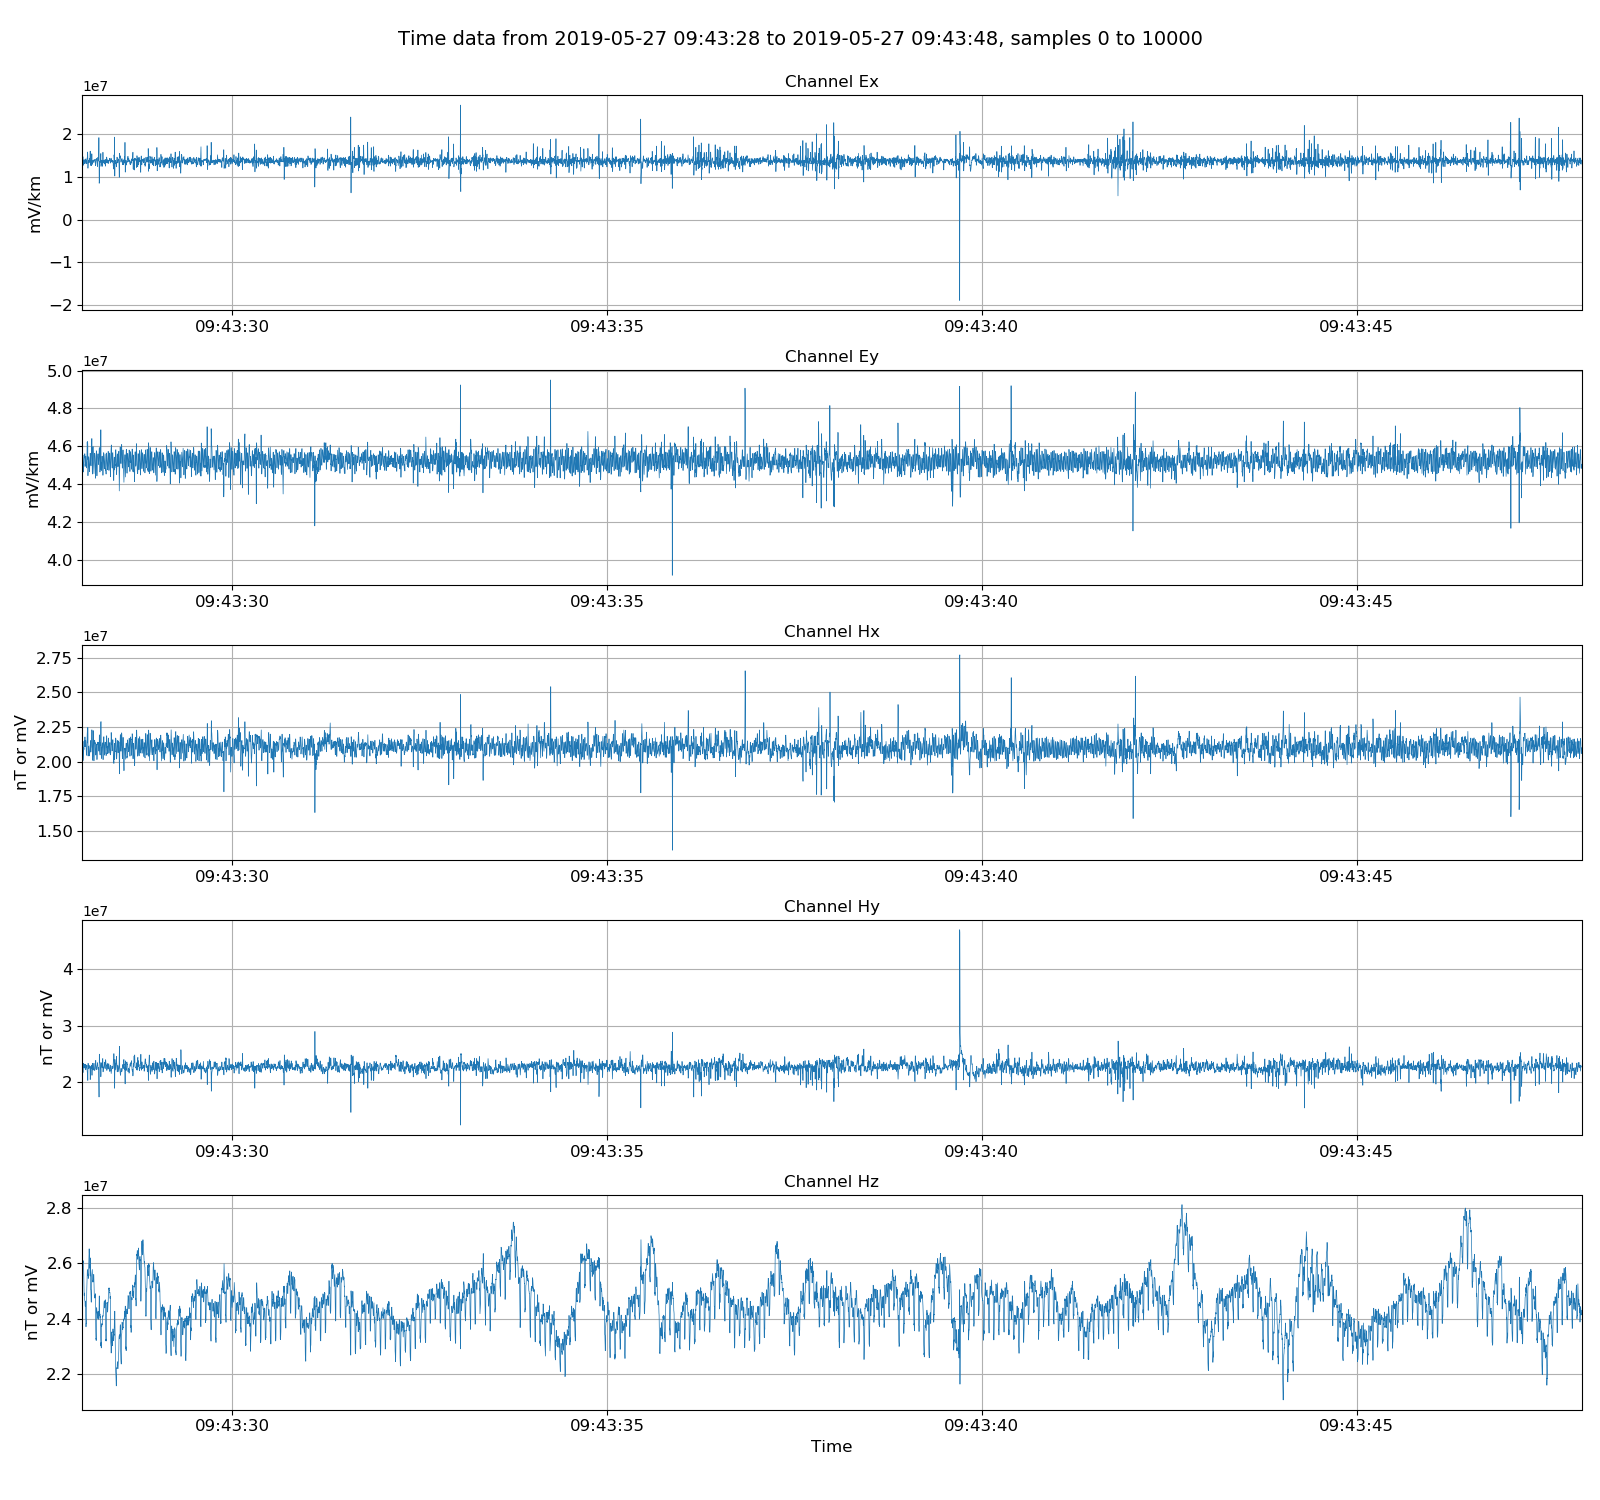 Time data from 2019-05-27 09:43:28 to 2019-05-27 09:43:48, samples 0 to 10000
Channel Ex
1e7
2
1
0
−1
−2
mV/km
09:43:30 09:43:35 09:43:40 09:43:45
Channel Ey
1e7
5.0
4.8
4.6
4.4
4.2
4.0
mV/km
09:43:30 09:43:35 09:43:40 09:43:45
Channel Hx
1e7
2.75
2.50
2.25
2.00
1.75
1.50
nT or mV
09:43:30 09:43:35 09:43:40 09:43:45
Channel Hy
1e7
4
3
2
nT or mV
09:43:30 09:43:35 09:43:40 09:43:45
Channel Hz
1e7
2.8
2.6
2.4
2.2
nT or mV
09:43:30 09:43:35 09:43:40 09:43:45
Time